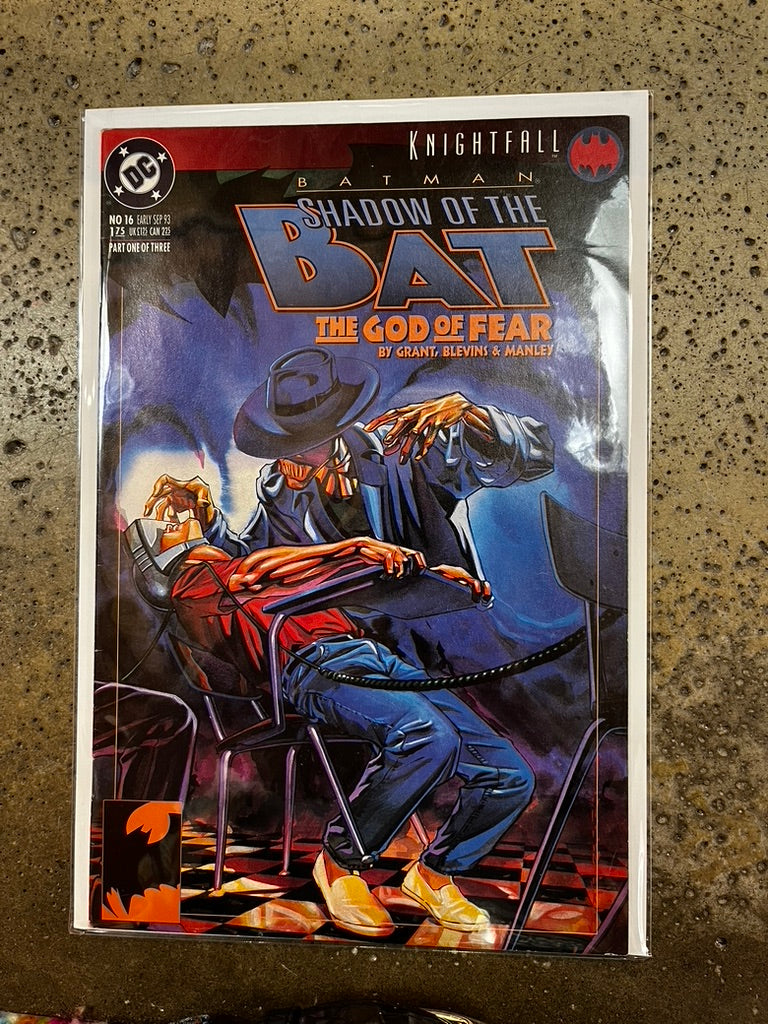 KNIGHTFALL
DC
BATMAN
SHADOW OF THE
BAT
NO 16 EARLY SEP 93
1.75 UK £1.25 CAN 2.25
PART ONE OF THREE
THE GOD OF FEAR
BY GRANT, BLEVINS & MANLEY